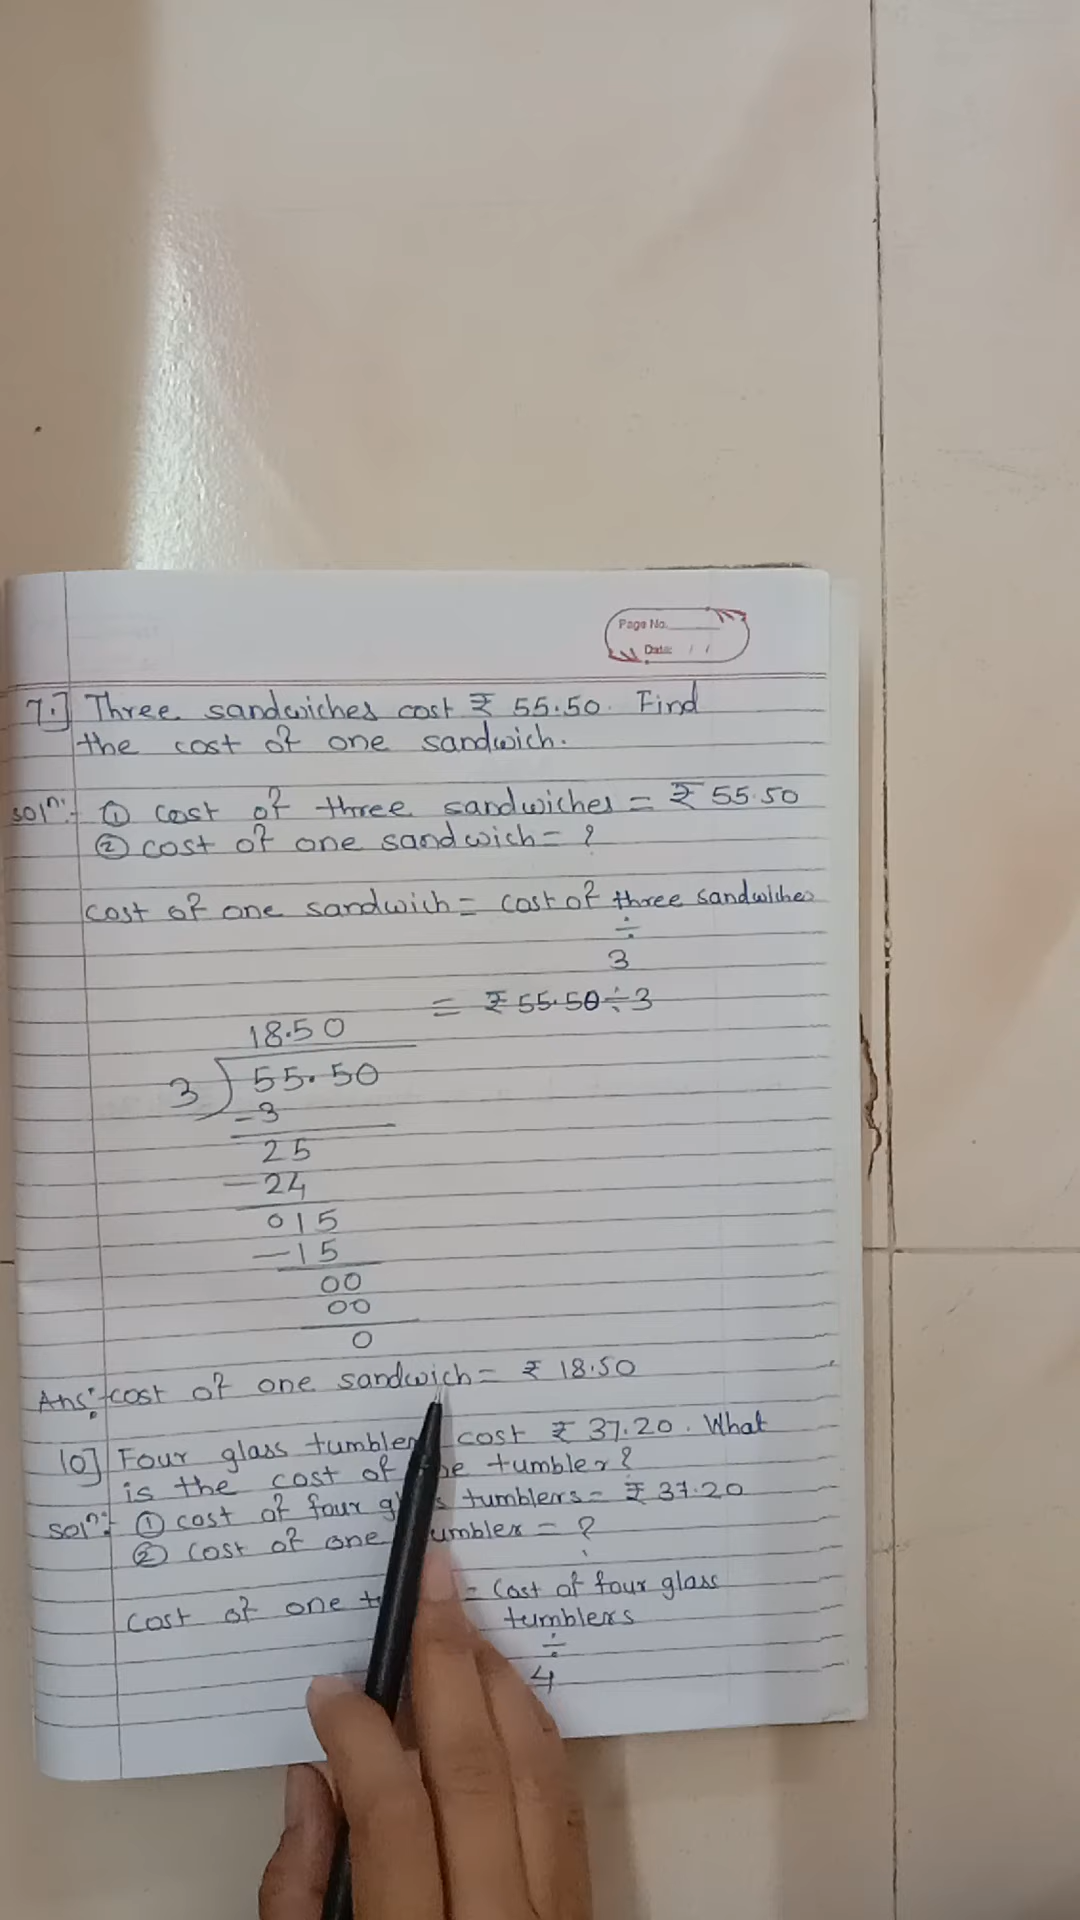 Page No.
Date: / /
7.] Three sandwiches cost ₹ 55.50. Find
the cost of one sandwich.
Soln:- ① cost of three sandwiches = ₹ 55.50
② cost of one sandwich = ?
cost of one sandwich = cost of three sandwiches
÷
3
= ₹ 55.50 ÷ 3
18.50
3 ) 55.50
- 3
25
- 24
015
- 15
00
00
0
Ans:- cost of one sandwich = ₹ 18.50
10] Four glass tumblers cost ₹ 37.20. What
is the cost of tumbler?
Soln:- ① cost of four tumblers = ₹ 37.20
② cost of one tumbler = ?
cost of one = cost of four glass
tumblers
÷
4